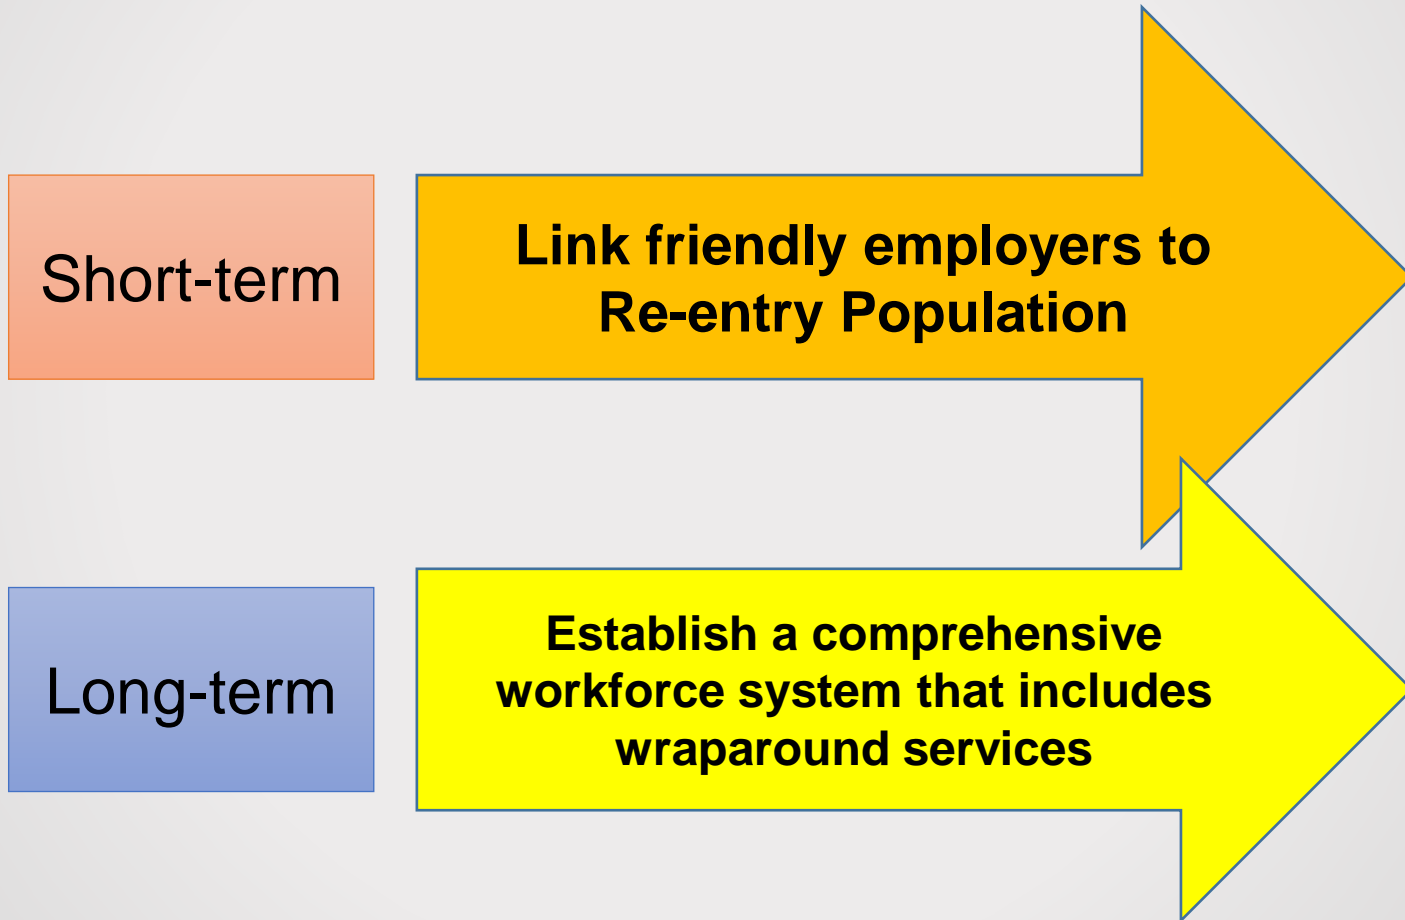 Short-term
Link friendly employers to
Re-entry Population
Long-term
Establish a comprehensive
workforce system that includes
wraparound services